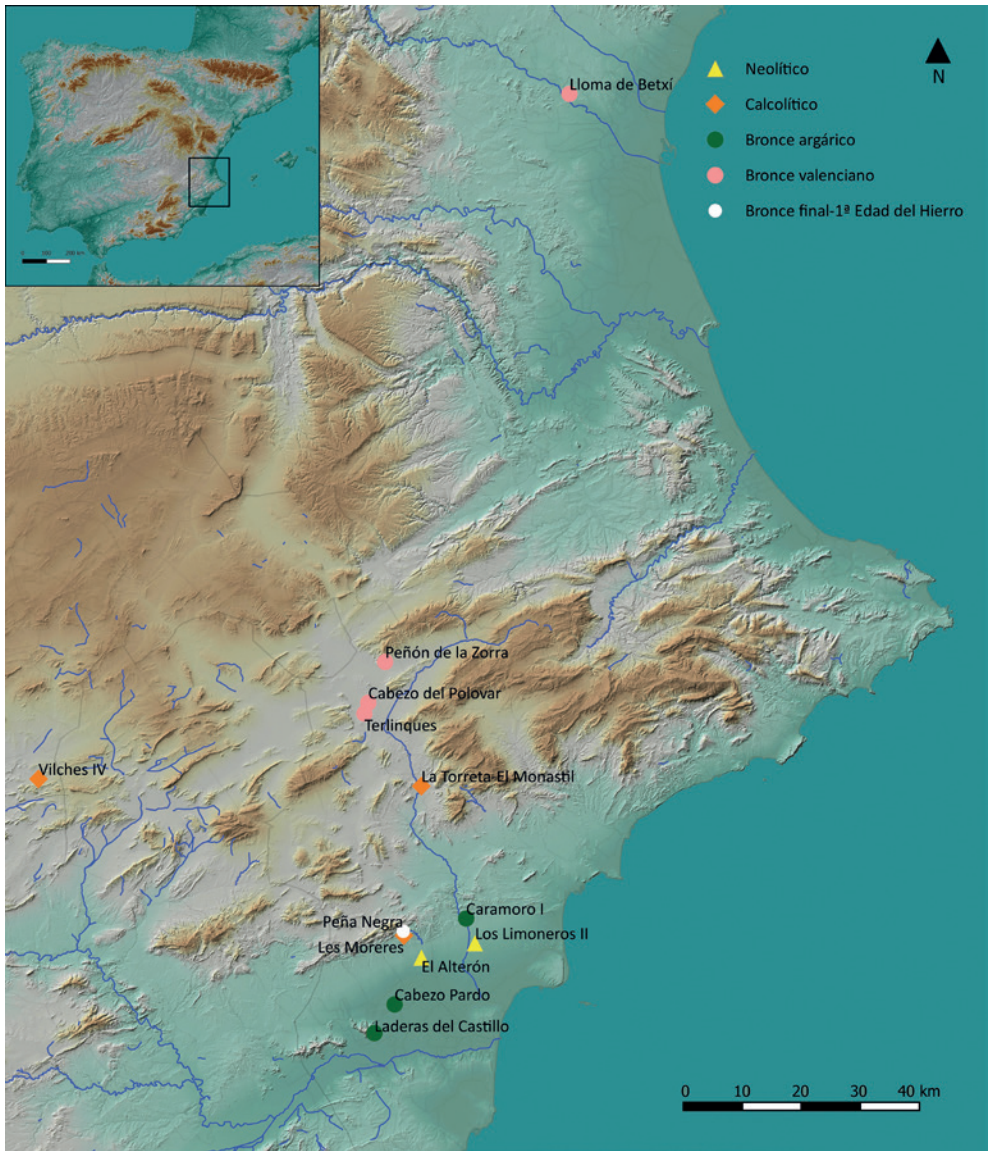 Lloma de Betxí
Neolítico
Calcolítico
Bronce argárico
Bronce valenciano
Bronce final-1ª Edad del Hierro
N
Peñón de la Zorra
Cabezo del Polovar
Terlinques
Vilches IV
La Torreta-El Monastil
Peña Negra
Les Moreres
Caramoro I
Los Limoneros II
El Alterón
Cabezo Pardo
Laderas del Castillo
0 10 20 30 40 km